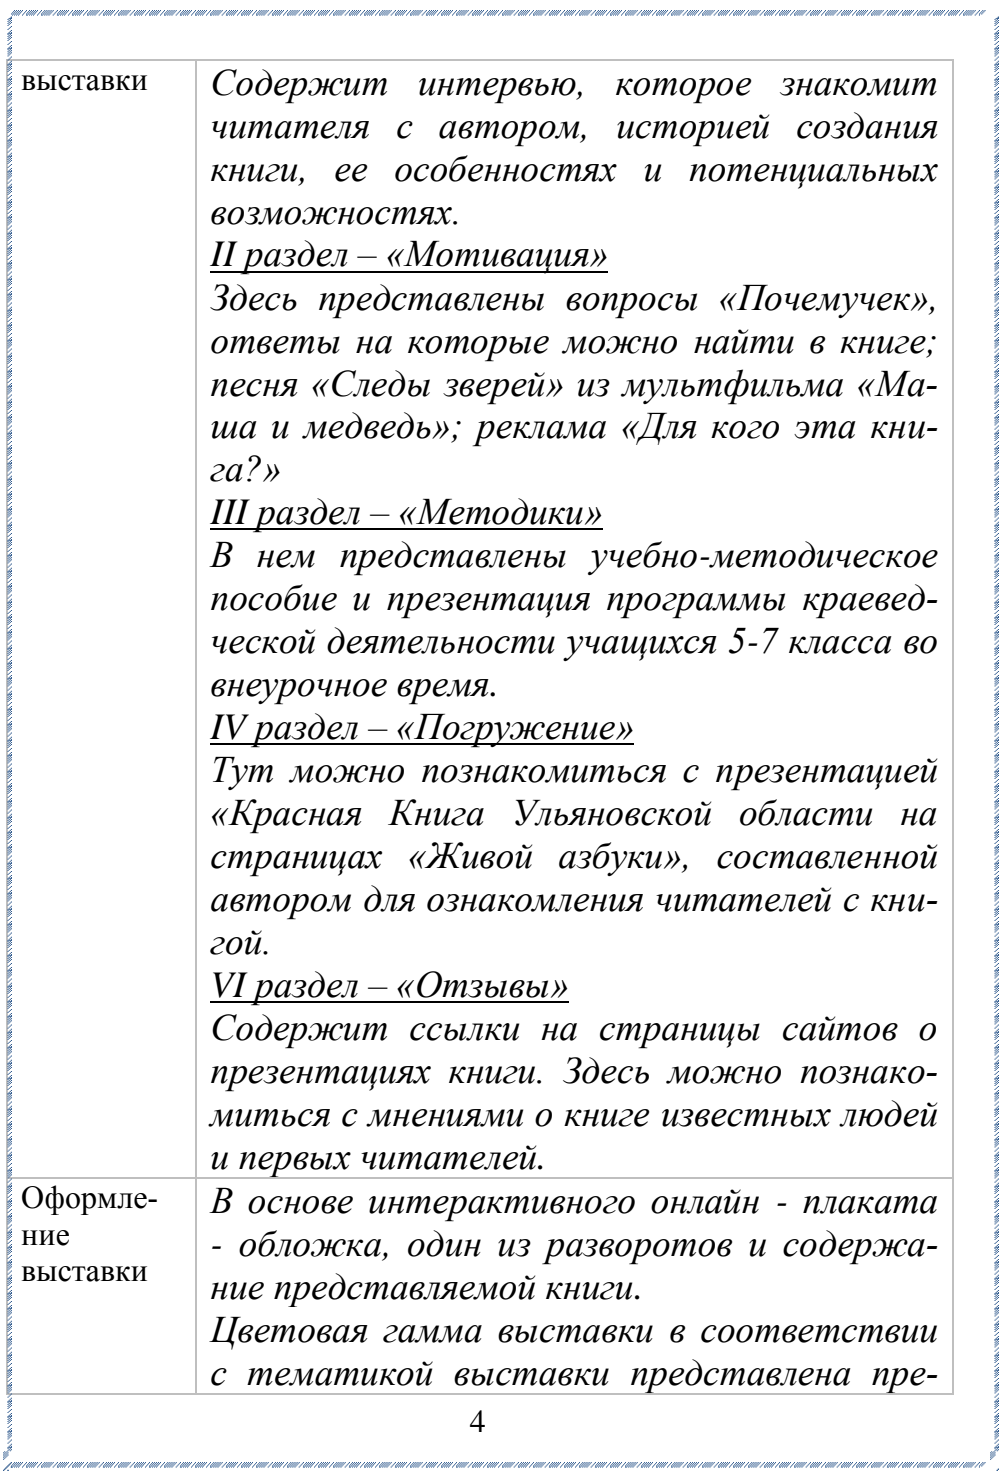 выставки
Содержит интервью, которое знакомит
читателя с автором, историей создания
книги, ее особенностях и потенциальных
возможностях.
II раздел – «Мотивация»
Здесь представлены вопросы «Почемучек»,
ответы на которые можно найти в книге;
песня «Следы зверей» из мультфильма «Ма-
ша и медведь»; реклама «Для кого эта кни-
га?»
III раздел – «Методики»
В нем представлены учебно-методическое
пособие и презентация программы краевед-
ческой деятельности учащихся 5-7 класса во
внеурочное время.
IV раздел – «Погружение»
Тут можно познакомиться с презентацией
«Красная Книга Ульяновской области на
страницах «Живой азбуки», составленной
автором для ознакомления читателей с кни-
гой.
VI раздел – «Отзывы»
Содержит ссылки на страницы сайтов о
презентациях книги. Здесь можно познако-
миться с мнениями о книге известных людей
и первых читателей.
Оформле-
ние
выставки
В основе интерактивного онлайн - плаката
- обложка, один из разворотов и содержа-
ние представляемой книги.
Цветовая гамма выставки в соответствии
с тематикой выставки представлена пре-
4